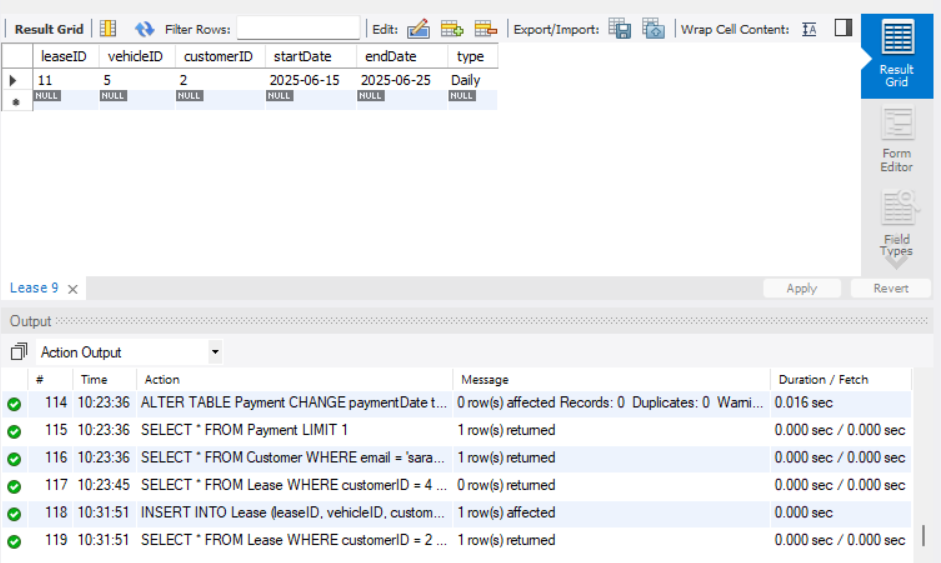 Result Grid Filter Rows: Edit: Export/Import: Wrap Cell Content: IA
leaseID vehicleID customerID startDate endDate type
11 5 2 2025-06-15 2025-06-25 Daily
NULL NULL NULL NULL NULL NULL
Result
Grid
Form
Editor
Field
Types
Lease 9 Apply Revert
Output
Action Output
# Time Action Message Duration / Fetch
114 10:23:36 ALTER TABLE Payment CHANGE paymentDate t... 0 row(s) affected Records: 0 Duplicates: 0 Warni... 0.016 sec
115 10:23:36 SELECT * FROM Payment LIMIT 1 1 row(s) returned 0.000 sec / 0.000 sec
116 10:23:36 SELECT * FROM Customer WHERE email = 'sara... 1 row(s) returned 0.000 sec / 0.000 sec
117 10:23:45 SELECT * FROM Lease WHERE customerID = 4 ... 0 row(s) returned 0.000 sec / 0.000 sec
118 10:31:51 INSERT INTO Lease (leaseID, vehicleID, custom... 1 row(s) affected 0.000 sec
119 10:31:51 SELECT * FROM Lease WHERE customerID = 2 ... 1 row(s) returned 0.000 sec / 0.000 sec